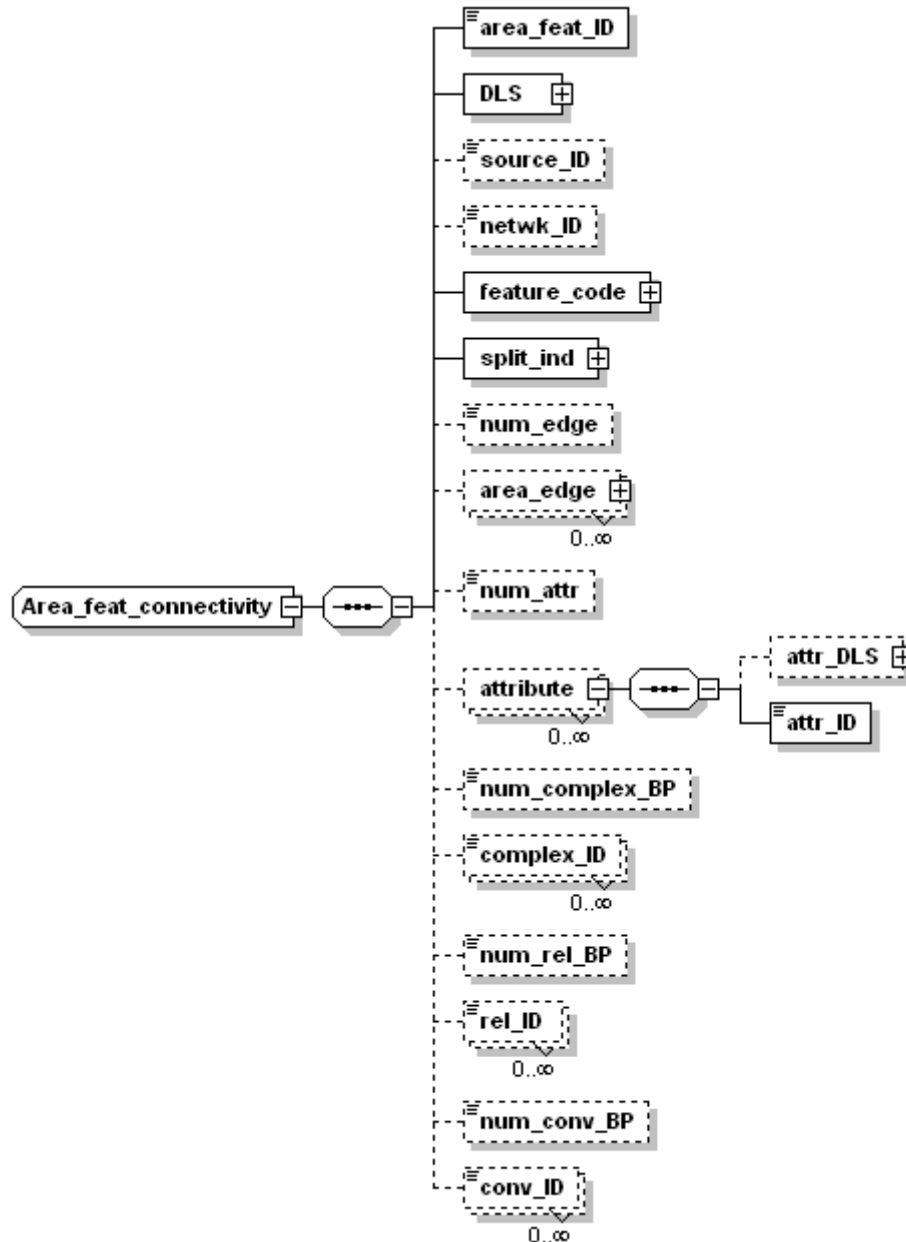 area_feat_ID
DLS
source_ID
netwk_ID
feature_code
split_ind
num_edge
area_edge
0..∞
Area_feat_connectivity
num_attr
attribute
0..∞
attr_DLS
attr_ID
num_complex_BP
complex_ID
0..∞
num_rel_BP
rel_ID
0..∞
num_conv_BP
conv_ID
0..∞